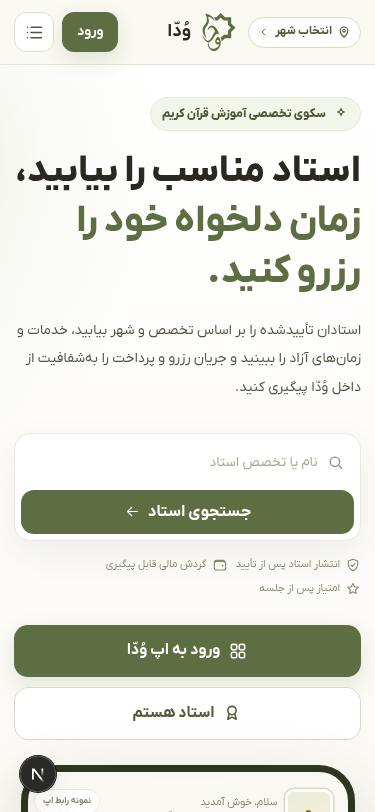 انتخاب شهر
وُدّا
ورود
سکوی تخصصی آموزش قرآن کریم
استاد مناسب را بیابید،
زمان دلخواه خود را
رزرو کنید.
استادان تأییدشده را بر اساس تخصص و شهر بیابید، خدمات و
زمان‌های آزاد را ببینید و جریان رزرو و پرداخت را به‌شفافیت از
داخل وُدّا پیگیری کنید.
نام یا تخصص استاد
جستجوی استاد
انتشار استاد پس از تأیید
گردش مالی قابل پیگیری
امتیاز پس از جلسه
ورود به اپ وُدّا
استاد هستم
سلام، خوش آمدید
نمونه رابط اپ
N